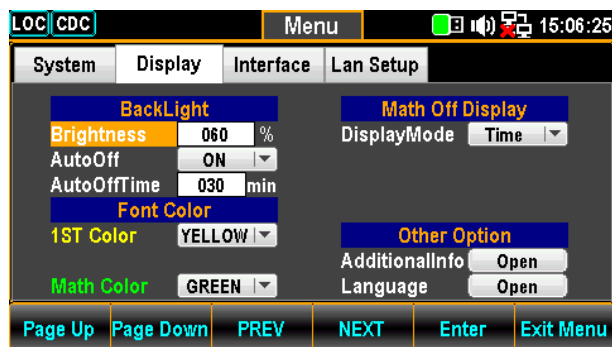 LOC CDC Menu 15:06:25
System Display Interface Lan Setup
BackLight
Brightness 060 %
AutoOff ON
AutoOffTime 030 min
Font Color
1ST Color YELLOW
Math Color GREEN
Math Off Display
DisplayMode Time
Other Option
AdditionalInfo Open
Language Open
Page Up Page Down PREV NEXT Enter Exit Menu